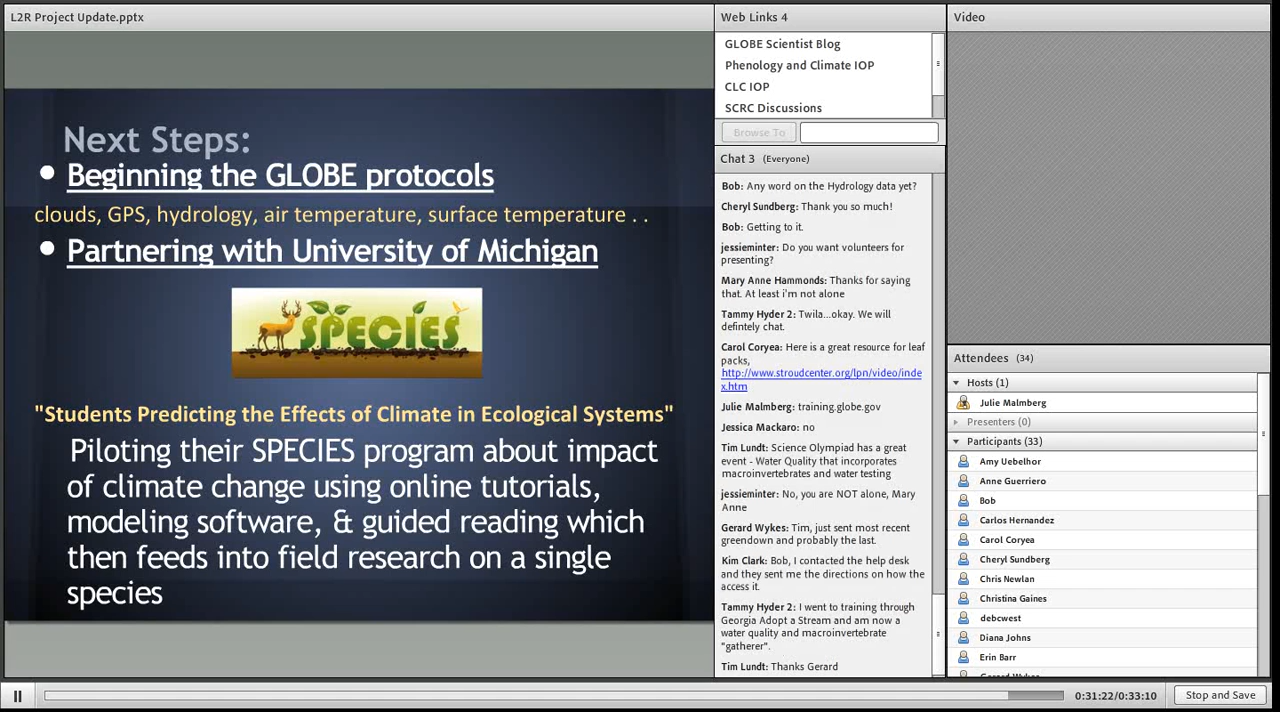 L2R Project Update.pptx
Next Steps:
• Beginning the GLOBE protocols
clouds, GPS, hydrology, air temperature, surface temperature . .
• Partnering with University of Michigan
SPECIES
"Students Predicting the Effects of Climate in Ecological Systems"
Piloting their SPECIES program about impact
of climate change using online tutorials,
modeling software, & guided reading which
then feeds into field research on a single
species
Web Links 4
GLOBE Scientist Blog
Phenology and Climate IOP
CLC IOP
SCRC Discussions
Browse To
Chat 3 (Everyone)
Bob: Any word on the Hydrology data yet?
Cheryl Sundberg: Thank you so much!
Bob: Getting to it.
jessieminter: Do you want volunteers for
presenting?
Mary Anne Hammonds: Thanks for saying
that. At least i'm not alone
Tammy Hyder 2: Twila...okay. We will
defintely chat.
Carol Coryea: Here is a great resource for leaf
packs,
http://www.stroudcenter.org/lpn/video/inde
x.htm
Julie Malmberg: training.globe.gov
Jessica Mackaro: no
Tim Lundt: Science Olympiad has a great
event - Water Quality that incorporates
macroinvertebrates and water testing
jessieminter: No, you are NOT alone, Mary
Anne
Gerard Wykes: Tim, just sent most recent
greendown and probably the last.
Kim Clark: Bob, I contacted the help desk
and they sent me the directions on how the
access it.
Tammy Hyder 2: I went to training through
Georgia Adopt a Stream and am now a
water quality and macroinvertebrate
"gatherer".
Tim Lundt: Thanks Gerard
Video
Attendees (34)
Hosts (1)
Julie Malmberg
Presenters (0)
Participants (33)
Amy Uebelhor
Anne Guerriero
Bob
Carlos Hernandez
Carol Coryea
Cheryl Sundberg
Chris Newlan
Christina Gaines
debcwest
Diana Johns
Erin Barr
Gerard Wykes
0:31:22/0:33:10
Stop and Save